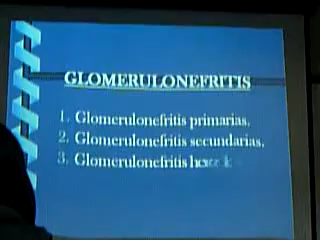 GLOMERULONEFRITIS
1. Glomerulonefritis primarias.
2. Glomerulonefritis secundarias.
3. Glomerulonefritis